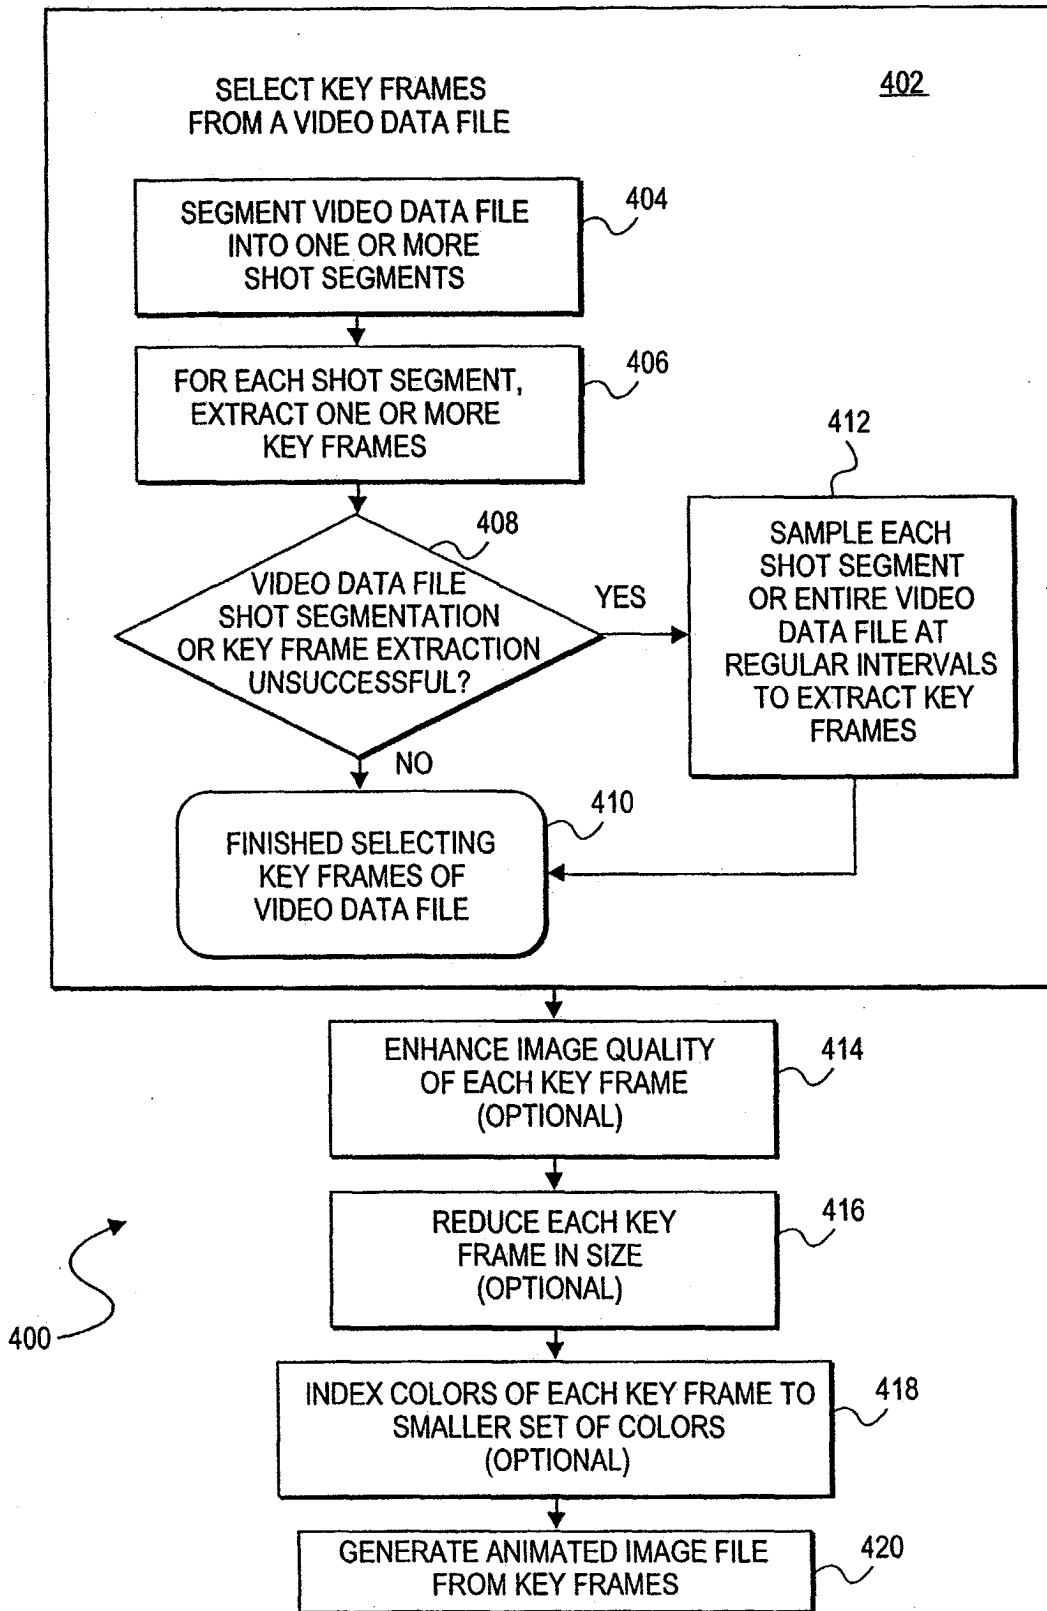 SELECT KEY FRAMES
FROM A VIDEO DATA FILE
402
SEGMENT VIDEO DATA FILE
INTO ONE OR MORE
SHOT SEGMENTS
404
FOR EACH SHOT SEGMENT,
EXTRACT ONE OR MORE
KEY FRAMES
406
408
VIDEO DATA FILE
SHOT SEGMENTATION
OR KEY FRAME EXTRACTION
UNSUCCESSFUL?
YES
412
SAMPLE EACH
SHOT SEGMENT
OR ENTIRE VIDEO
DATA FILE AT
REGULAR INTERVALS
TO EXTRACT KEY
FRAMES
NO
410
FINISHED SELECTING
KEY FRAMES OF
VIDEO DATA FILE
ENHANCE IMAGE QUALITY
OF EACH KEY FRAME
(OPTIONAL)
414
REDUCE EACH KEY
FRAME IN SIZE
(OPTIONAL)
416
400
INDEX COLORS OF EACH KEY FRAME TO
SMALLER SET OF COLORS
(OPTIONAL)
418
GENERATE ANIMATED IMAGE FILE
FROM KEY FRAMES
420